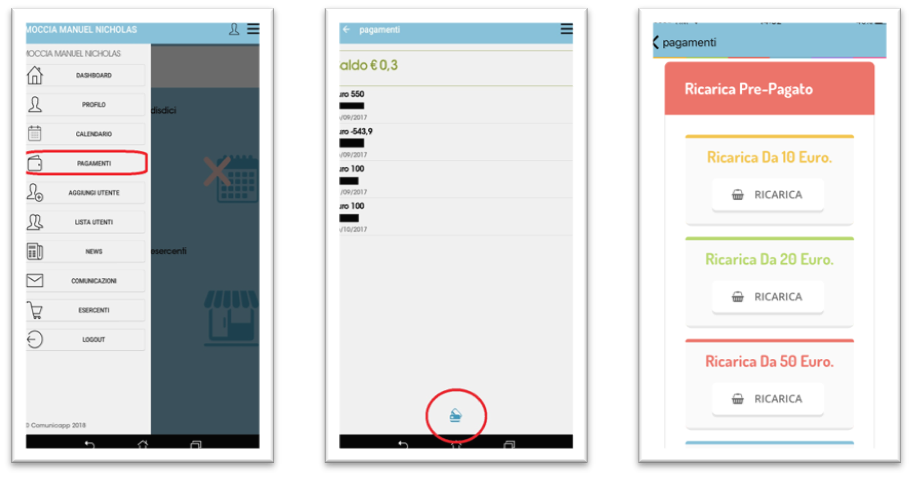 MOCCIA MANUEL NICHOLAS
MOCCIA MANUEL NICHOLAS
DASHBOARD
PROFILO
CALENDARIO
PAGAMENTI
AGGIUNGI UTENTE
LISTA UTENTI
NEWS
COMUNICAZIONI
ESERCENTI
LOGOUT
disdici
esercenti
Comunicapp 2018
pagamenti
aldo € 0,3
uro 550
/09/2017
uro -543,9
/09/2017
uro 100
/09/2017
uro 100
/10/2017
pagamenti
Ricarica Pre-Pagato
Ricarica Da 10 Euro.
RICARICA
Ricarica Da 20 Euro.
RICARICA
Ricarica Da 50 Euro.
RICARICA